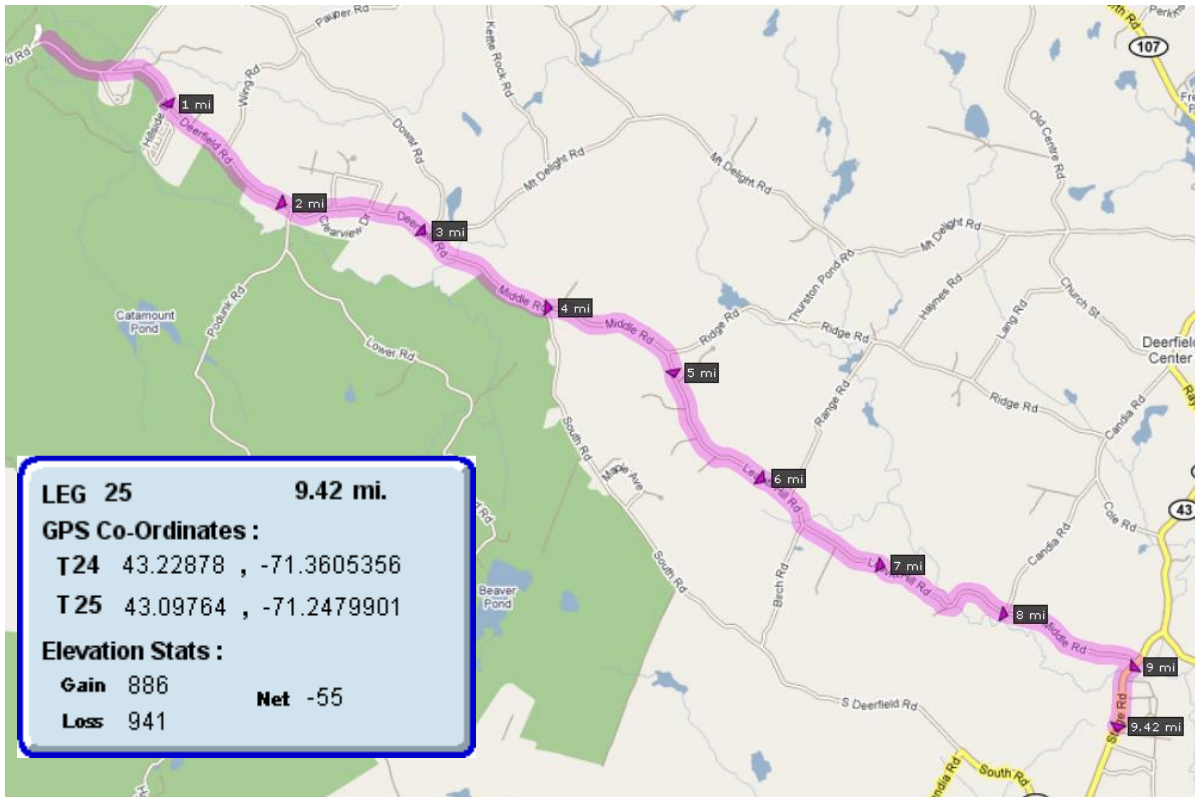 Pauper Rd
North Rd
Perkin
107
d Rd
Wing Rd
Keffe Rock Rd
1 mi
Hillside
Deerfield Rd
Dowst Rd
Old Centre Rd
Mt Delight Rd
Mt Delight Rd
2 mi
Clearview Dr
3 mi
Mt Delight Rd
Thurston Pond Rd
Middle Rd
4 mi
Haynes Rd
Church St
Catamount
Pond
Podunk Rd
Middle Rd
Ridge Rd
Ridge Rd
Lang Rd
Deerfield
Center
Lower Rd
5 mi
Range Rd
Ridge Rd
Candia Rd
South Rd
Maple Ave
6 mi
43
Cole Rd
LEG 25 9.42 mi.
GPS Co-Ordinates :
T24 43.22878 , -71.3605356
T25 43.09764 , -71.2479901
Elevation Stats :
Gain 886
Net -55
Loss 941
South Rd
Birch Rd
7 mi
Candia Rd
Beaver
Pond
8 mi
Middle Rd
9 mi
S Deerfield Rd
9.42 mi
South Rd